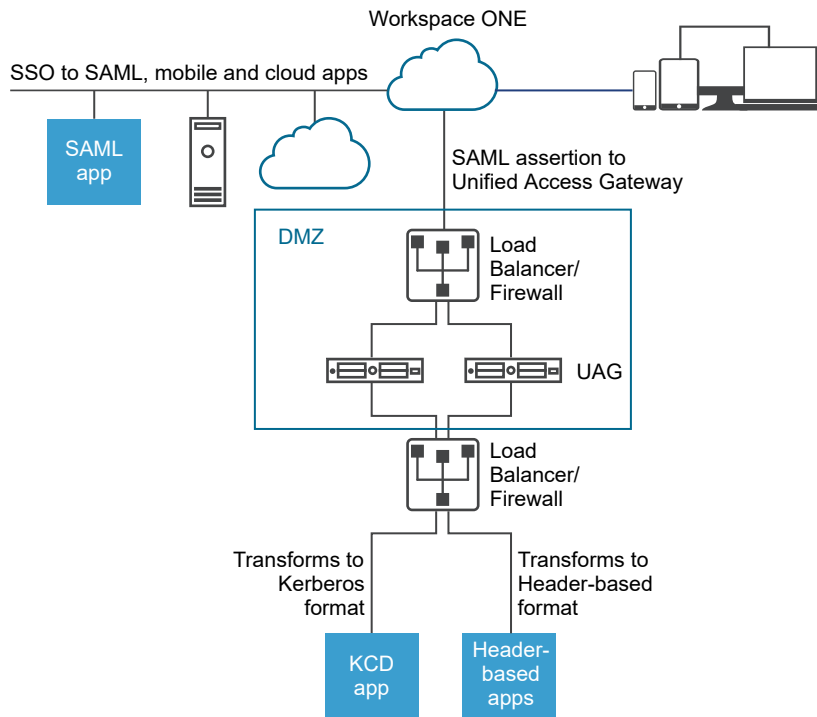 Workspace ONE
SSO to SAML, mobile and cloud apps
SAML
app
SAML assertion to
Unified Access Gateway
DMZ
Load
Balancer/
Firewall
UAG
Load
Balancer/
Firewall
Transforms to
Kerberos
format
Transforms to
Header-based
format
KCD
app
Header-
based
apps